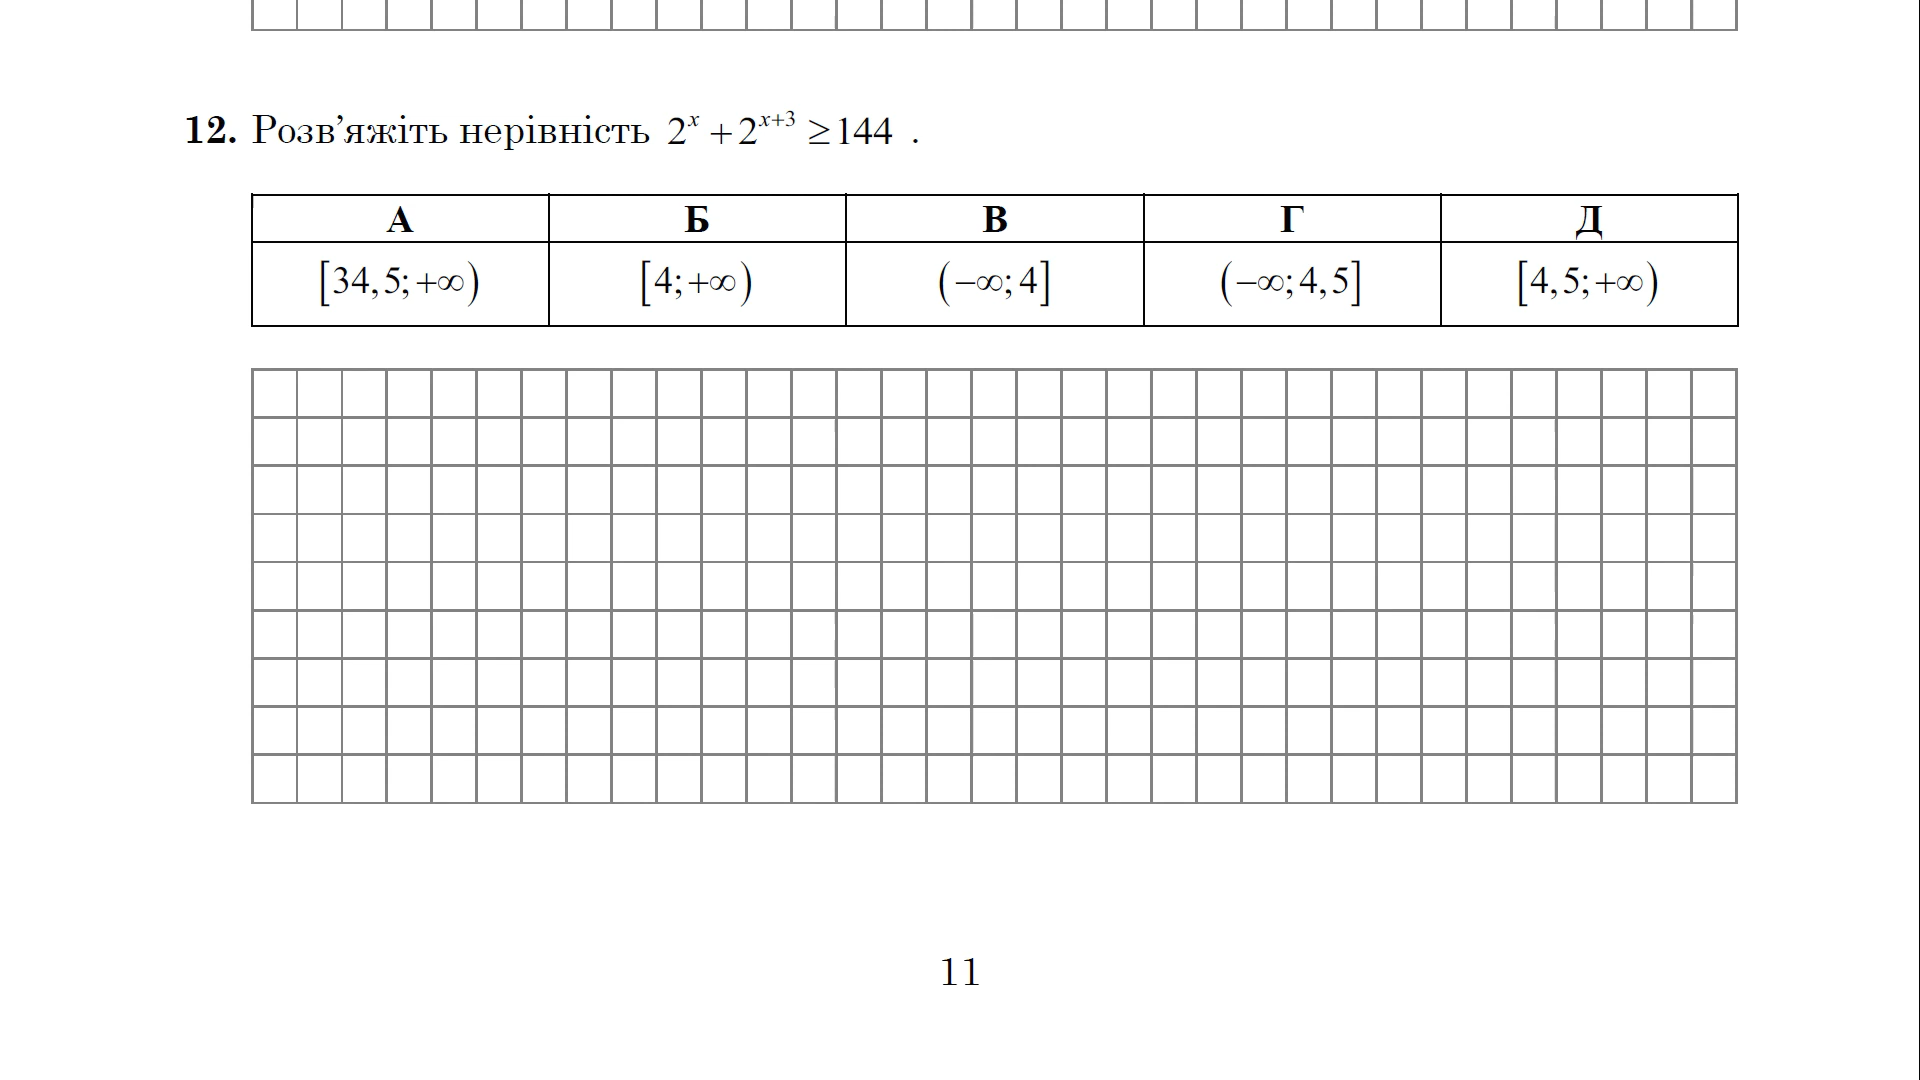 12. Розв’яжіть нерівність 2^x + 2^{x+3} ≥ 144 .
А Б В Г Д
[34,5; +∞) [4; +∞) (−∞; 4] (−∞; 4,5] [4,5; +∞)
11